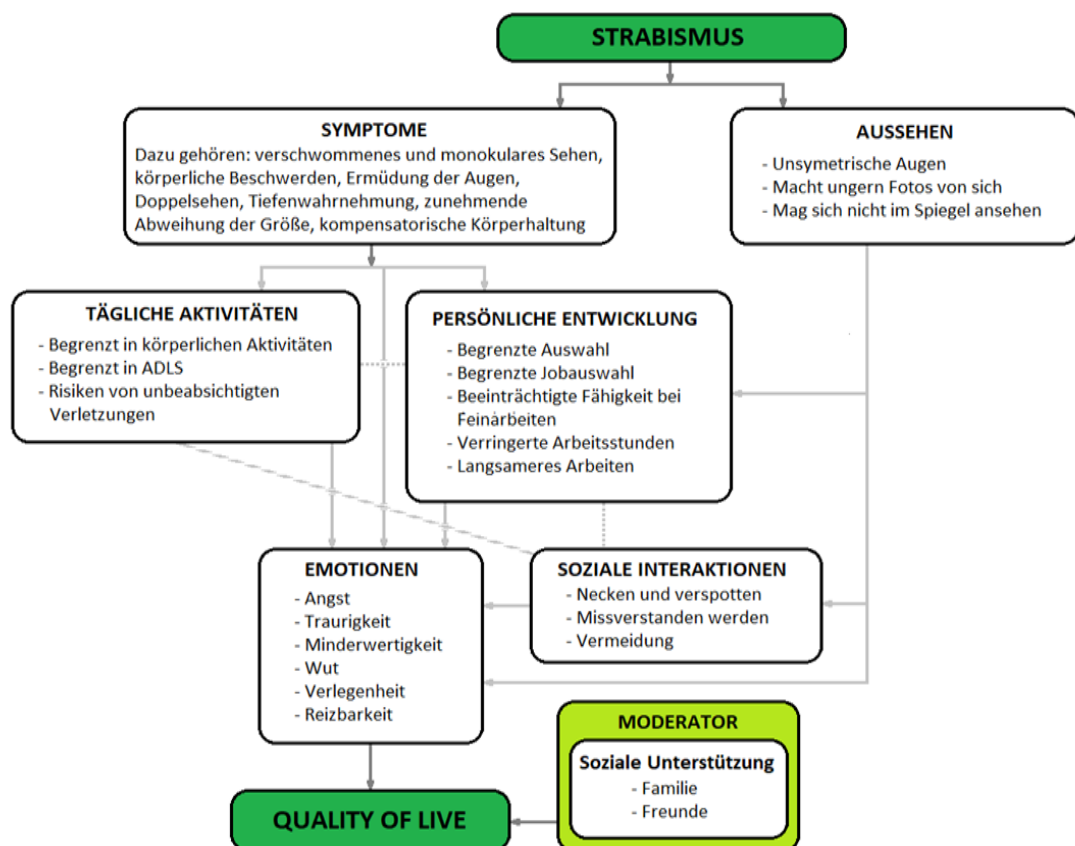 STRABISMUS
SYMPTOME
Dazu gehören: verschwommenes und monokulares Sehen,
körperliche Beschwerden, Ermüdung der Augen,
Doppelsehen, Tiefenwahrnehmung, zunehmende
Abweihung der Größe, kompensatorische Körperhaltung
AUSSEHEN
- Unsymetrische Augen
- Macht ungern Fotos von sich
- Mag sich nicht im Spiegel ansehen
TÄGLICHE AKTIVITÄTEN
- Begrenzt in körperlichen Aktivitäten
- Begrenzt in ADLS
- Risiken von unbeabsichtigten
Verletzungen
PERSÖNLICHE ENTWICKLUNG
- Begrenzte Auswahl
- Begrenzte Jobauswahl
- Beeinträchtigte Fähigkeit bei
Feinarbeiten
- Verringerte Arbeitsstunden
- Langsameres Arbeiten
EMOTIONEN
- Angst
- Traurigkeit
- Minderwertigkeit
- Wut
- Verlegenheit
- Reizbarkeit
SOZIALE INTERAKTIONEN
- Necken und verspotten
- Missverstanden werden
- Vermeidung
MODERATOR
Soziale Unterstützung
- Familie
- Freunde
QUALITY OF LIVE